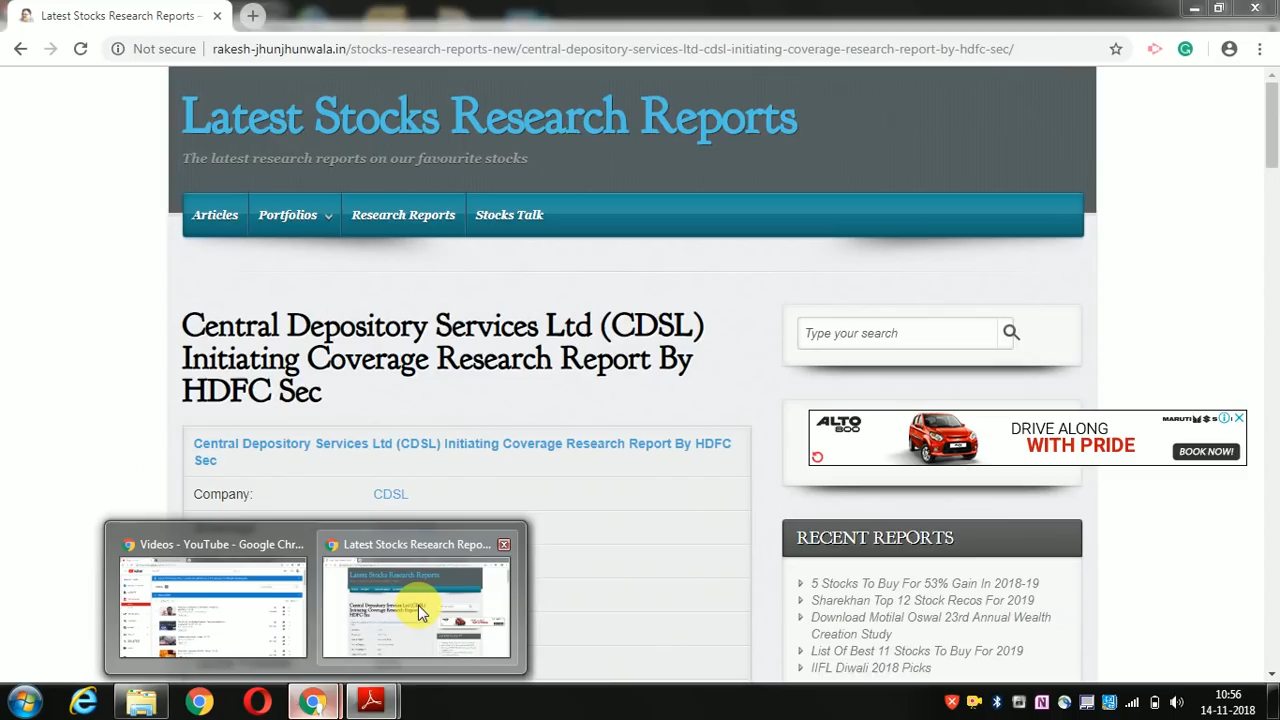 Latest Stocks Research Reports –
Not secure
rakesh-jhunjhunwala.in/stocks-research-reports-new/central-depository-services-ltd-cdsl-initiating-coverage-research-report-by-hdfc-sec/
Latest Stocks Research Reports
The latest research reports on our favourite stocks
Articles
Portfolios
Research Reports
Stocks Talk
Central Depository Services Ltd (CDSL)
Initiating Coverage Research Report By
HDFC Sec
Type your search
Central Depository Services Ltd (CDSL) Initiating Coverage Research Report By HDFC
Sec
Company:
CDSL
ALTO
800
DRIVE ALONG
WITH PRIDE
MARUTI
BOOK NOW!
RECENT REPORTS
5 Stocks To Buy For 53% Gain In 2018-19
Sharekhan Top 12 Stock Recos For 2019
Download Motilal Oswal 23rd Annual Wealth
Creation Study
List Of Best 11 Stocks To Buy For 2019
IIFL Diwali 2018 Picks
Videos - YouTube - Google Chr...
Latest Stocks Research Repo...
Latest Stocks Research Reports
10:56
14-11-2018